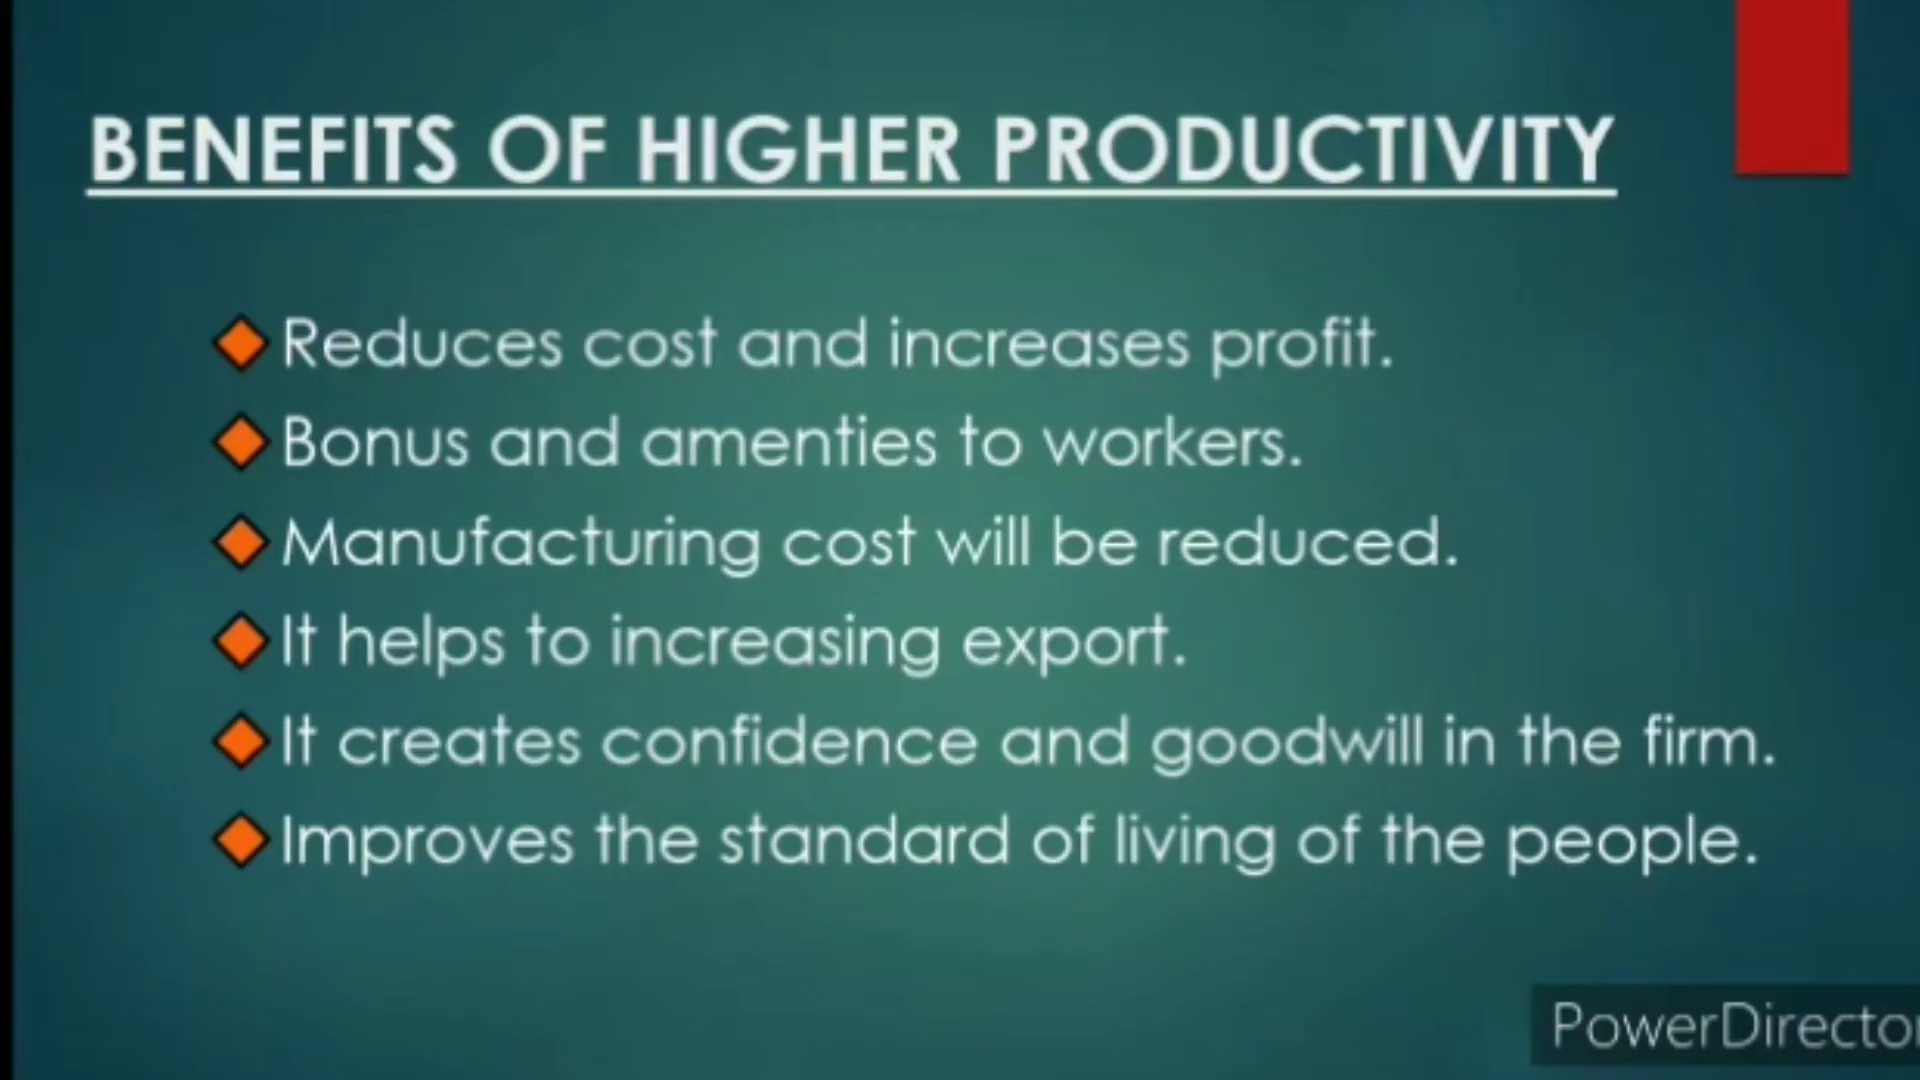 BENEFITS OF HIGHER PRODUCTIVITY
Reduces cost and increases profit.
Bonus and amenties to workers.
Manufacturing cost will be reduced.
It helps to increasing export.
It creates confidence and goodwill in the firm.
Improves the standard of living of the people.
PowerDirector